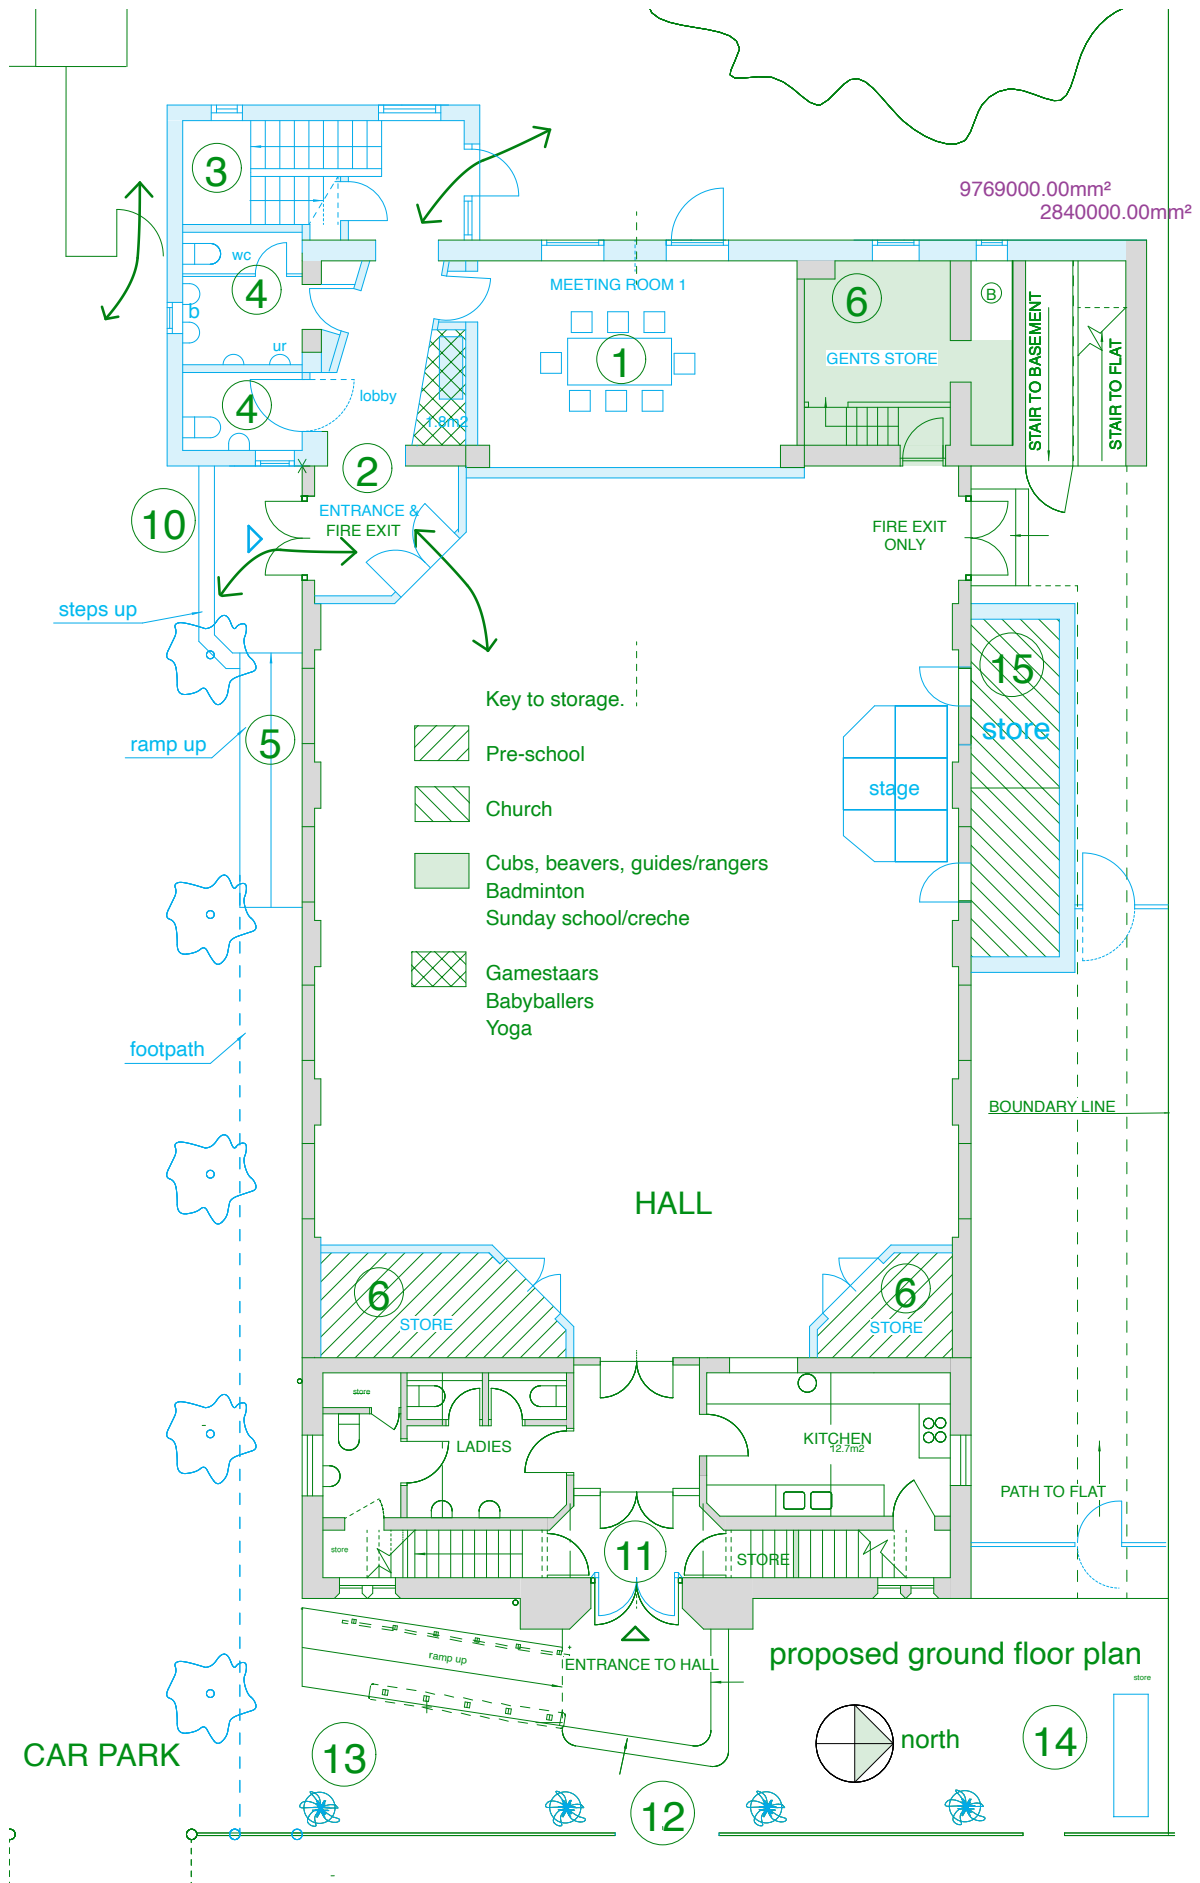 9769000.00mm²
2840000.00mm²
3
wc
4
b
ur
4
lobby
1.8m2
MEETING ROOM 1
1
6
GENTS STORE
B
STAIR TO BASEMENT
STAIR TO FLAT
2
10
ENTRANCE &
FIRE EXIT
FIRE EXIT
ONLY
steps up
15
store
ramp up
5
stage
Key to storage.
Pre-school
Church
Cubs, beavers, guides/rangers
Badminton
Sunday school/creche
Gamestaars
Babyballers
Yoga
footpath
BOUNDARY LINE
HALL
6
STORE
6
STORE
store
LADIES
KITCHEN
12.7m2
PATH TO FLAT
store
11
STORE
ramp up
ENTRANCE TO HALL
proposed ground floor plan
store
CAR PARK
13
north
14
12